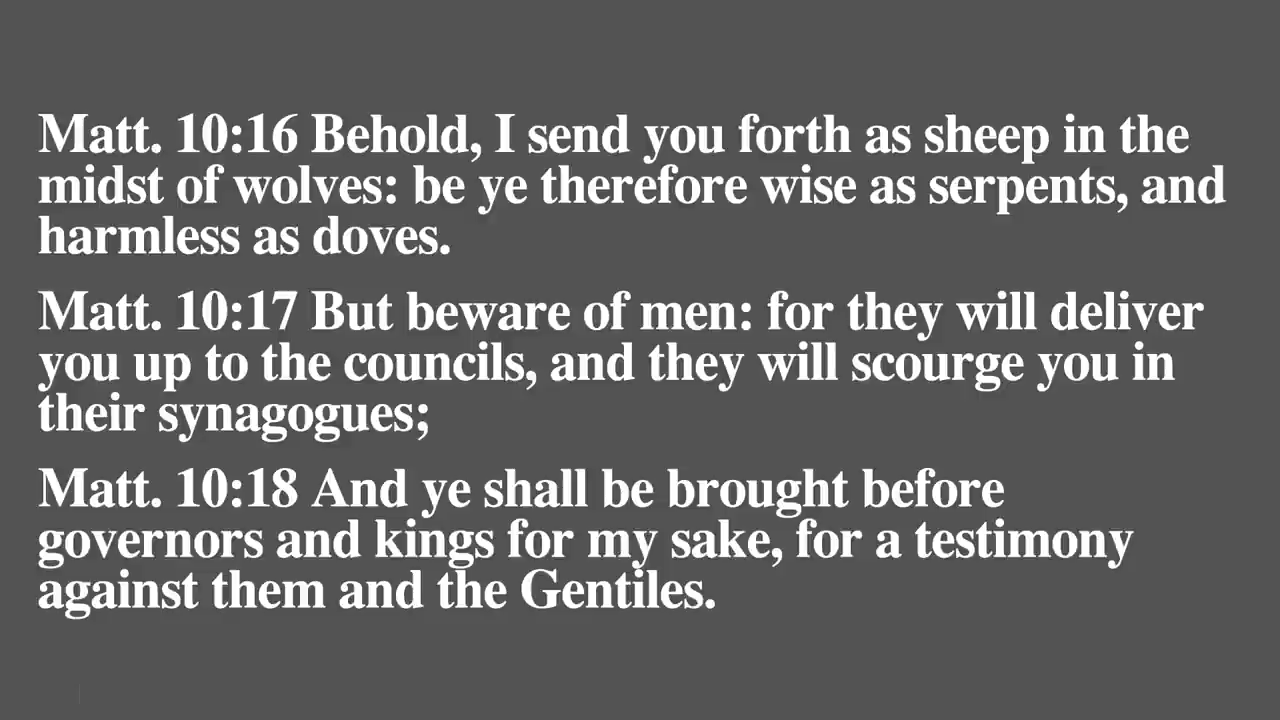 Matt. 10:16 Behold, I send you forth as sheep in the
midst of wolves: be ye therefore wise as serpents, and
harmless as doves.
Matt. 10:17 But beware of men: for they will deliver
you up to the councils, and they will scourge you in
their synagogues;
Matt. 10:18 And ye shall be brought before
governors and kings for my sake, for a testimony
against them and the Gentiles.